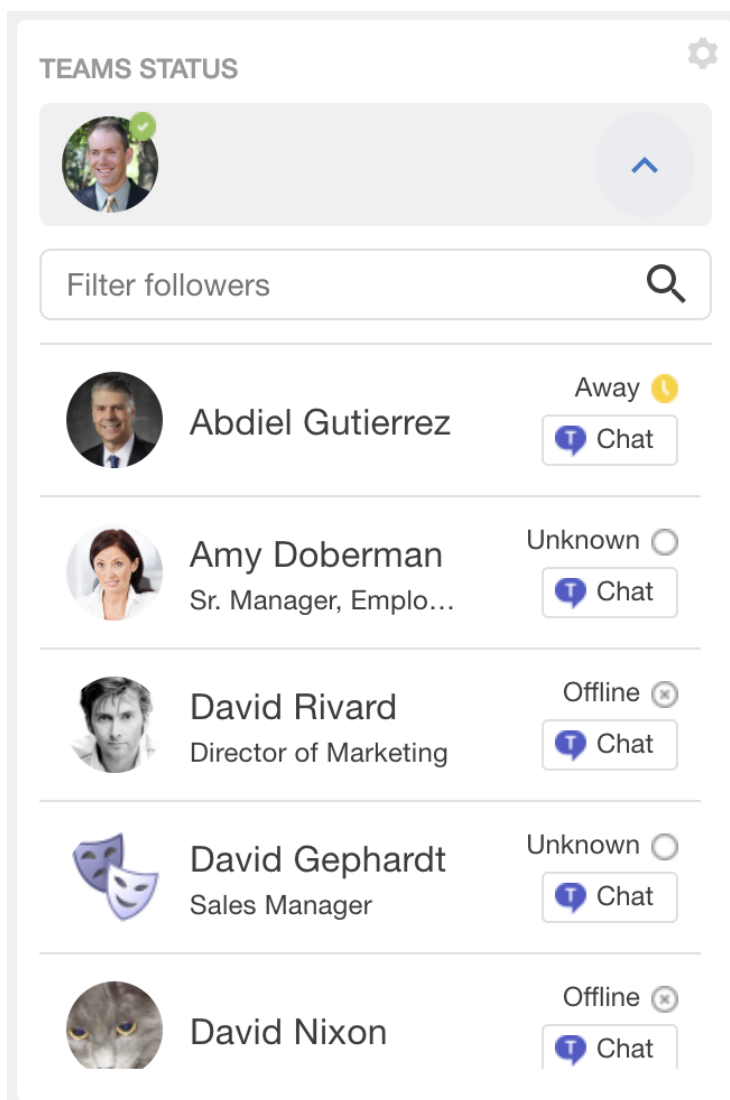 TEAMS STATUS
Filter followers
Abdiel Gutierrez
Away
Chat
Amy Doberman
Sr. Manager, Emplo…
Unknown
Chat
David Rivard
Director of Marketing
Offline
Chat
David Gephardt
Sales Manager
Unknown
Chat
David Nixon
Offline
Chat